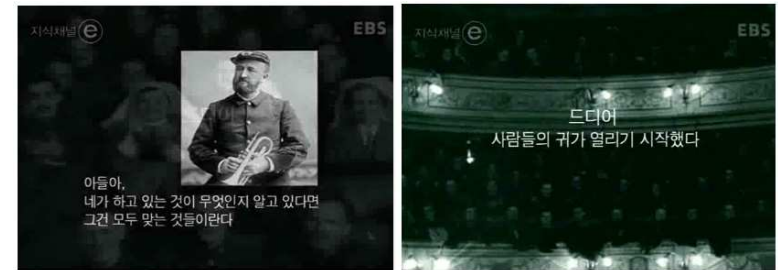 지식채널 e
EBS
아들아,
네가 하고 있는 것이 무엇인지 알고 있다면
그건 모두 맞는 것들이란다
지식채널 e
EBS
드디어
사람들의 귀가 열리기 시작했다